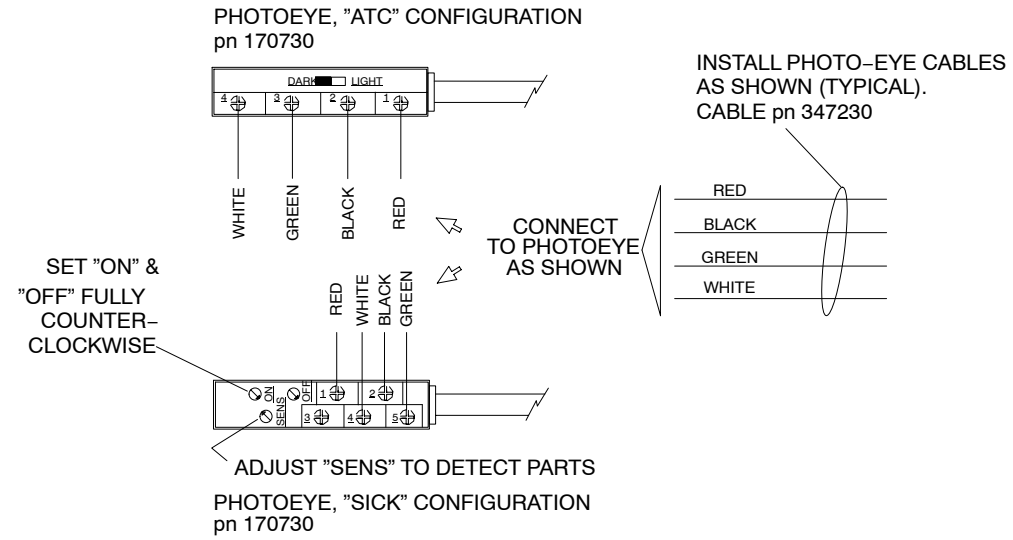 PHOTOEYE, ”ATC” CONFIGURATION
pn 170730
DARK LIGHT
4 3 2 1
WHITE
GREEN
BLACK
RED
INSTALL PHOTO−EYE CABLES
AS SHOWN (TYPICAL).
CABLE pn 347230
RED
BLACK
GREEN
WHITE
CONNECT
TO PHOTOEYE
AS SHOWN
SET ”ON” &
”OFF” FULLY
COUNTER−
CLOCKWISE
RED
WHITE
BLACK
GREEN
ON
OFF
SENS
1 2
3 4 5
ADJUST ”SENS” TO DETECT PARTS
PHOTOEYE, ”SICK” CONFIGURATION
pn 170730